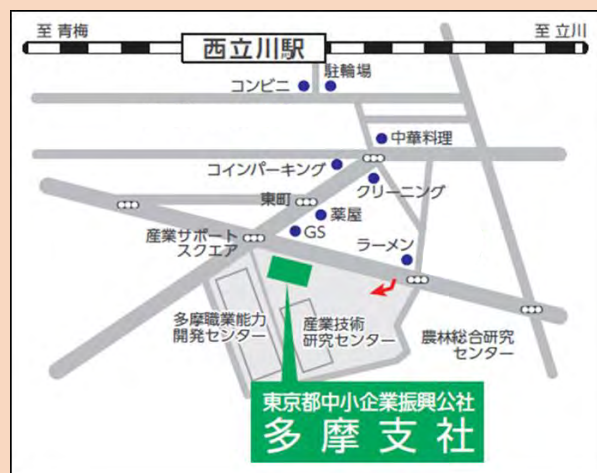 至 青梅
至 立川
西立川駅
駐輪場
コンビニ
中華料理
コインパーキング
クリーニング
東町
薬屋
GS
産業サポート
スクエア
ラーメン
多摩職業能力
開発センター
産業技術
研究センター
農林総合研究
センター
東京都中小企業振興公社
多摩支社